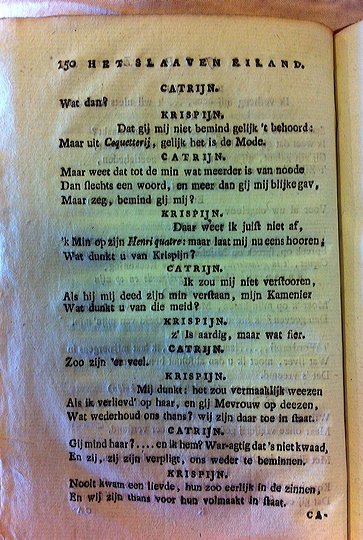 150 HET SLAAVEN EILAND.
CATRIJN.
Wat dan?
KRISPIJN.
Dat gij mij niet bemind gelijk 't behoord:
Maar uit Coquetterij, gelijk het is de Mode.
CATRIJN.
Maar weet dat tot de min wat meerder is van noode
Dan ſlechts een woord, en meer dan gij mij blijke gav,
Maar zeg, bemind gij mij?
KRISPIJN.
Daar weet ik juiſt niet af,
'k Min op zijn Henri quatre: maar laat mij nu eens hooren;
Wat dunkt u van Krispijn?
CATRIJN.
Ik zou mij niet verſtooren,
Als hij mij deed zijn min verſtaan, mijn Kamenier
Wat dunkt u van die meid?
KRISPIJN.
z' Is aardig, maar wat fier.
CATRIJN.
Zoo zijn 'er veel.
KRISPIJN.
Mij dunkt: het zou vermaaklijk weezen
Als ik verlievd' op haar, en gij Mevrouw op deezen,
Wat wederhoud ons thans? wij zijn daar toe in ſtaat.
CATRIJN.
Gij mind haar?....en ik hem? War-agtig dat 's niet kwaad,
En zij, zij zijn verpligt, ons weder te beminnen.
KRISPIJN.
Nooit kwam een lievde, hun zoo eerlijk in de zinnen,
En wij zijn thans voor hun volmaakt in ſtaat.
CA-